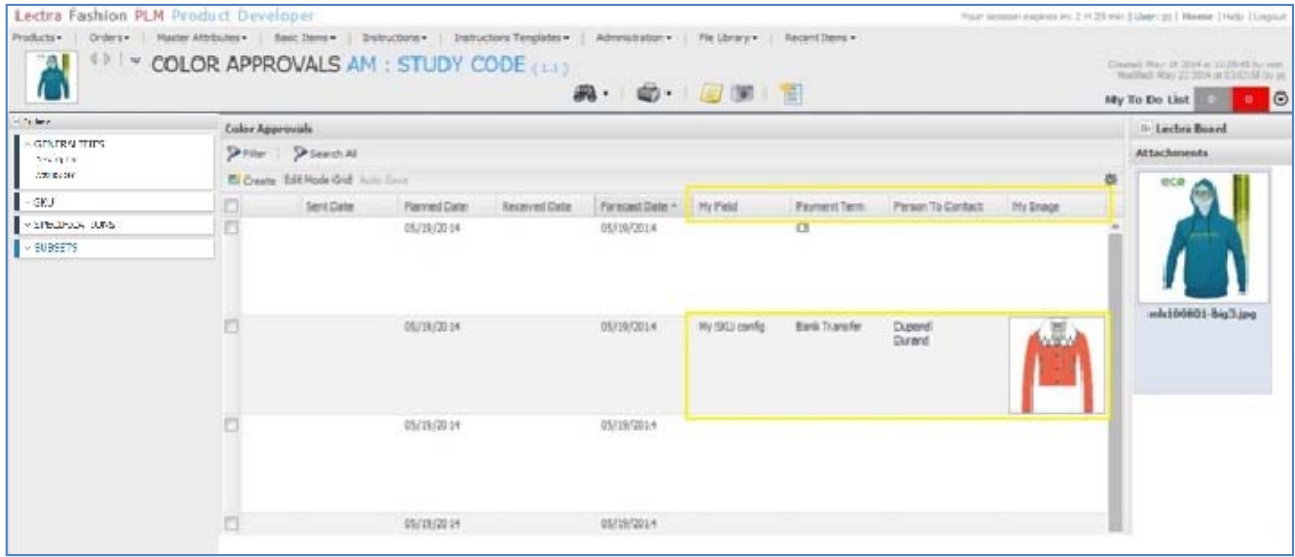 Lectra Fashion PLM Product Developer
Your session expires in: 2 H 29 min | User: | Home | Help | Logout
Products Orders Master Attributes Basic Items Instructions Instructions Templates Administration File Library Recent Items
COLOR APPROVALS AM : STUDY CODE (1.1)
My To Do List 0 0
Color Approvals
Lectra Board
GENERALITIES
Filter Search All
Attachments
Create Edit Mode Grid Auto Save
SKU
Sent Date Planned Date Received Date Forecast Date My Field Payment Term Person To Contact My Image
eco
SPECIFICATIONS
05/19/2014 05/19/2014 CB
SUBSETS
mls100801-big3.jpg
05/19/2014 05/19/2014 My SKU config Bank Transfer Dupond
Durand
05/19/2014 05/19/2014
05/19/2014 05/19/2014